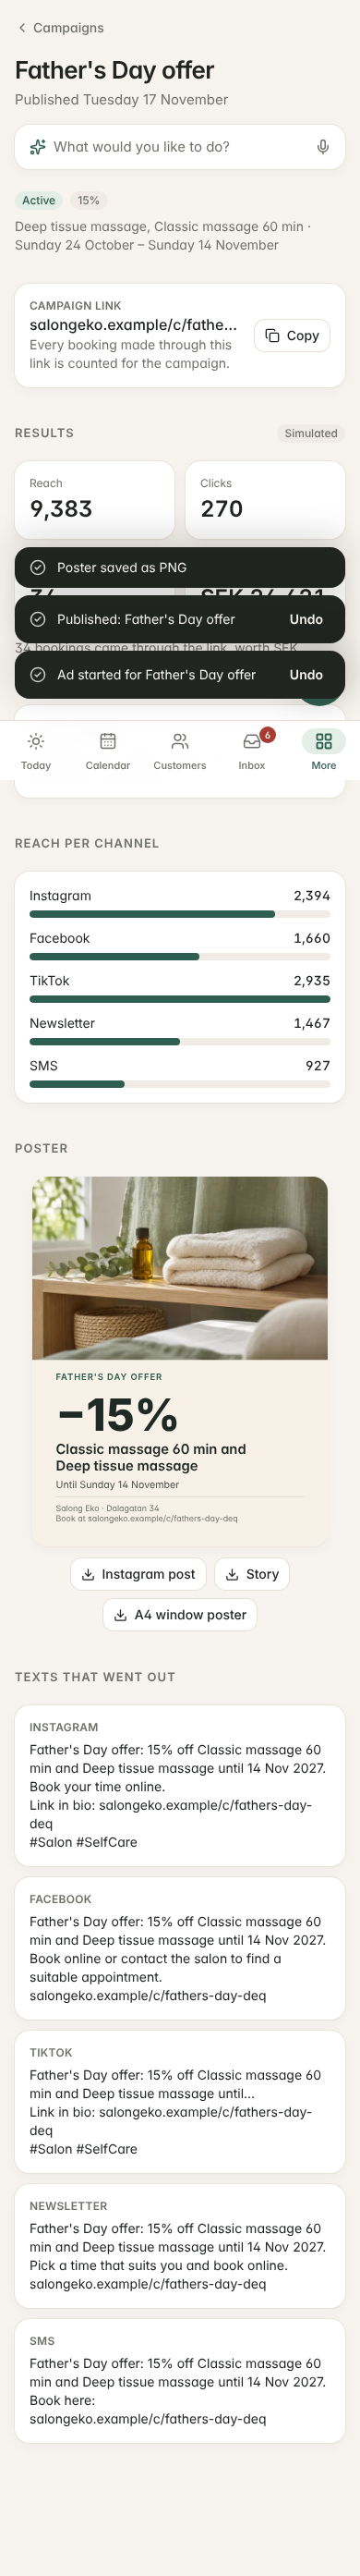 Campaigns
Father's Day offer
Published Tuesday 17 November
What would you like to do?
Active 15%
Deep tissue massage, Classic massage 60 min ·
Sunday 24 October – Sunday 14 November
CAMPAIGN LINK
salongeko.example/c/fathe...
Every booking made through this
link is counted for the campaign.
Copy
RESULTS
Simulated
Reach
9,383
Clicks
270
Poster saved as PNG
Published: Father's Day offer Undo
34 bookings came through the link, worth SEK
Ad started for Father's Day offer Undo
Today
Calendar
Customers
6
Inbox
More
REACH PER CHANNEL
Instagram 2,394
Facebook 1,660
TikTok 2,935
Newsletter 1,467
SMS 927
POSTER
FATHER'S DAY OFFER
−15%
Classic massage 60 min and
Deep tissue massage
Until Sunday 14 November
Salong Eko · Dalagatan 34
Book at salongeko.example/c/fathers-day-deq
Instagram post
Story
A4 window poster
TEXTS THAT WENT OUT
INSTAGRAM
Father's Day offer: 15% off Classic massage 60
min and Deep tissue massage until 14 Nov 2027.
Book your time online.
Link in bio: salongeko.example/c/fathers-day-
deq
#Salon #SelfCare
FACEBOOK
Father's Day offer: 15% off Classic massage 60
min and Deep tissue massage until 14 Nov 2027.
Book online or contact the salon to find a
suitable appointment.
salongeko.example/c/fathers-day-deq
TIKTOK
Father's Day offer: 15% off Classic massage 60
min and Deep tissue massage until...
Link in bio: salongeko.example/c/fathers-day-
deq
#Salon #SelfCare
NEWSLETTER
Father's Day offer: 15% off Classic massage 60
min and Deep tissue massage until 14 Nov 2027.
Pick a time that suits you and book online.
salongeko.example/c/fathers-day-deq
SMS
Father's Day offer: 15% off Classic massage 60
min and Deep tissue massage until 14 Nov 2027.
Book here:
salongeko.example/c/fathers-day-deq